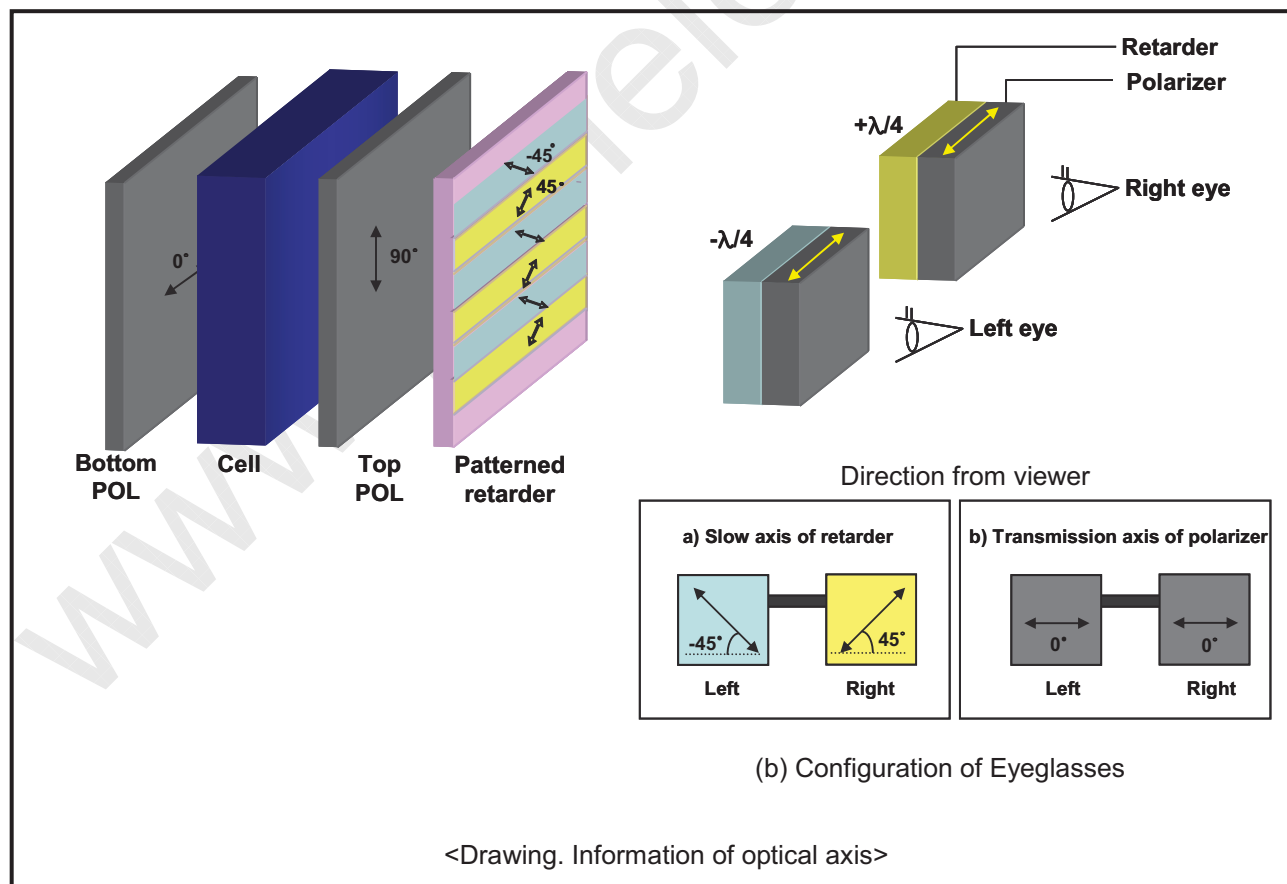 Retarder
Polarizer
+λ/4
Right eye
-λ/4
Left eye
-45˚
45˚
0˚
90˚
Bottom
POL
Cell
Top
POL
Patterned
retarder
Direction from viewer
a) Slow axis of retarder
-45˚
45˚
Left
Right
b) Transmission axis of polarizer
0˚
0˚
Left
Right
(b) Configuration of Eyeglasses
<Drawing. Information of optical axis>